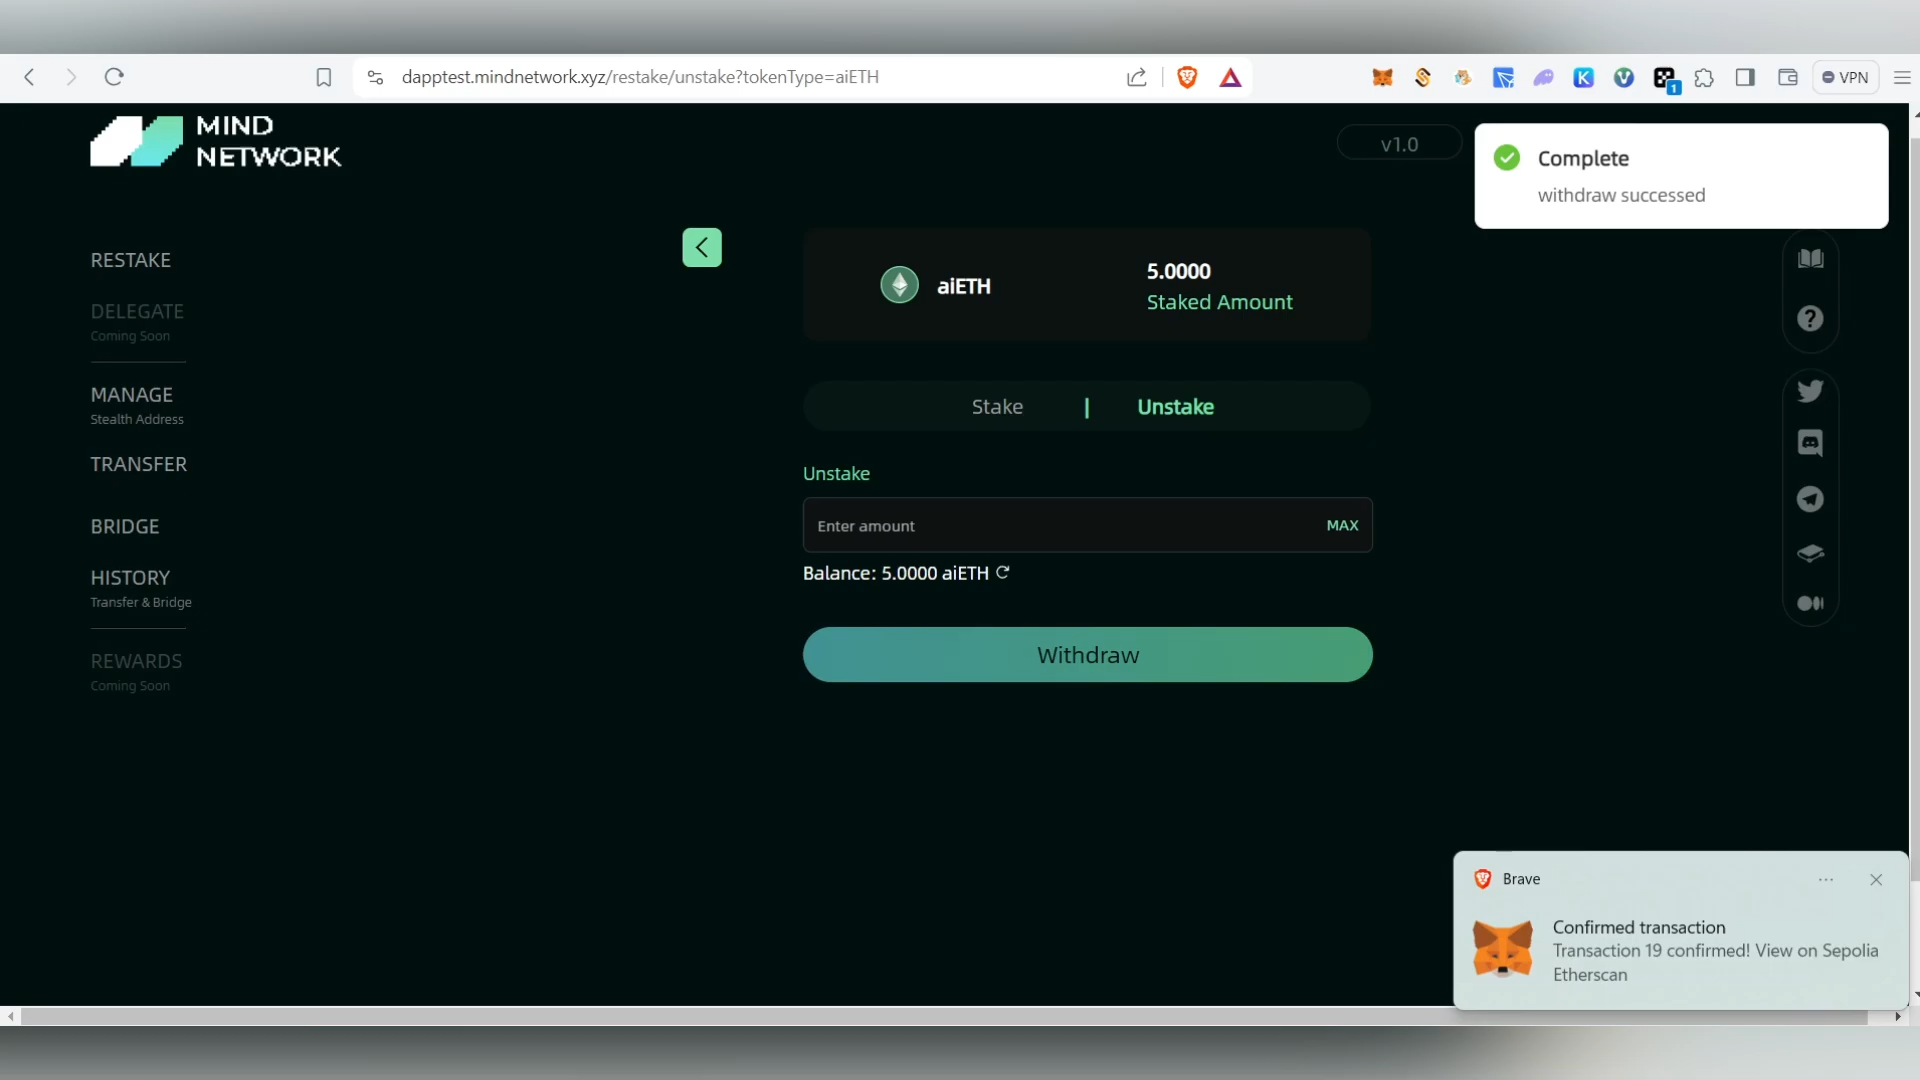 dapptest.mindnetwork.xyz/restake/unstake?tokenType=aiETH
1
VPN
MIND
NETWORK
v1.0
Complete
withdraw successed
RESTAKE
DELEGATE
Coming Soon
MANAGE
Stealth Address
TRANSFER
BRIDGE
HISTORY
Transfer & Bridge
REWARDS
Coming Soon
aiETH
5.0000
Staked Amount
Stake | Unstake
Unstake
Enter amount
MAX
Balance: 5.0000 aiETH
Withdraw
Brave
Confirmed transaction
Transaction 19 confirmed! View on Sepolia
Etherscan